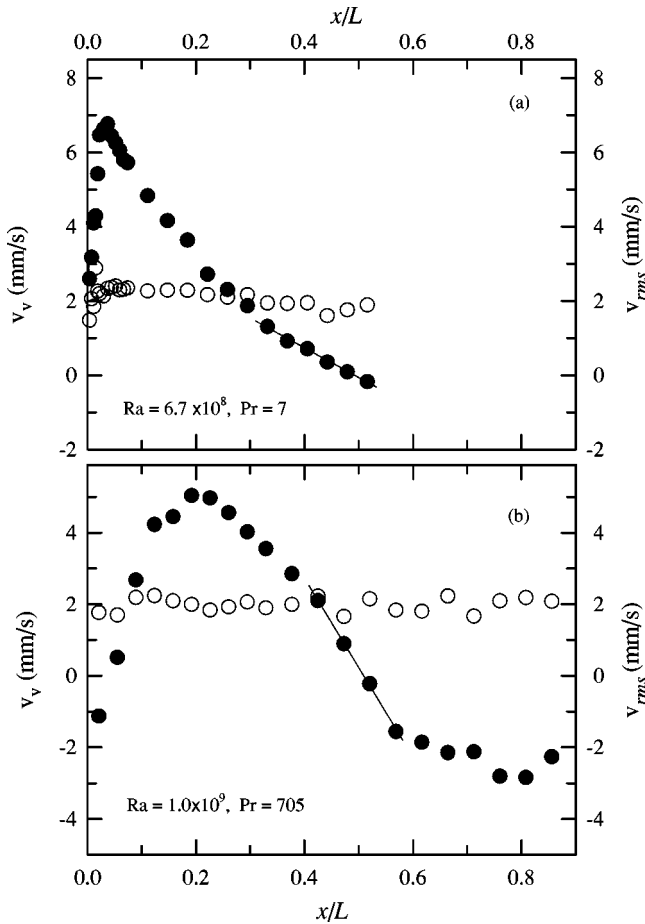 x/L
0.0 0.2 0.4 0.6 0.8
8 8
(a)
6 6
4 4
v_v (mm/s) v_rms (mm/s)
2 2
0 0
Ra = 6.7 x10^8, Pr = 7
-2 -2
(b)
4 4
2 2
v_v (mm/s) v_rms (mm/s)
0 0
-2 -2
Ra = 1.0x10^9, Pr = 705
-4 -4
0.0 0.2 0.4 0.6 0.8
x/L